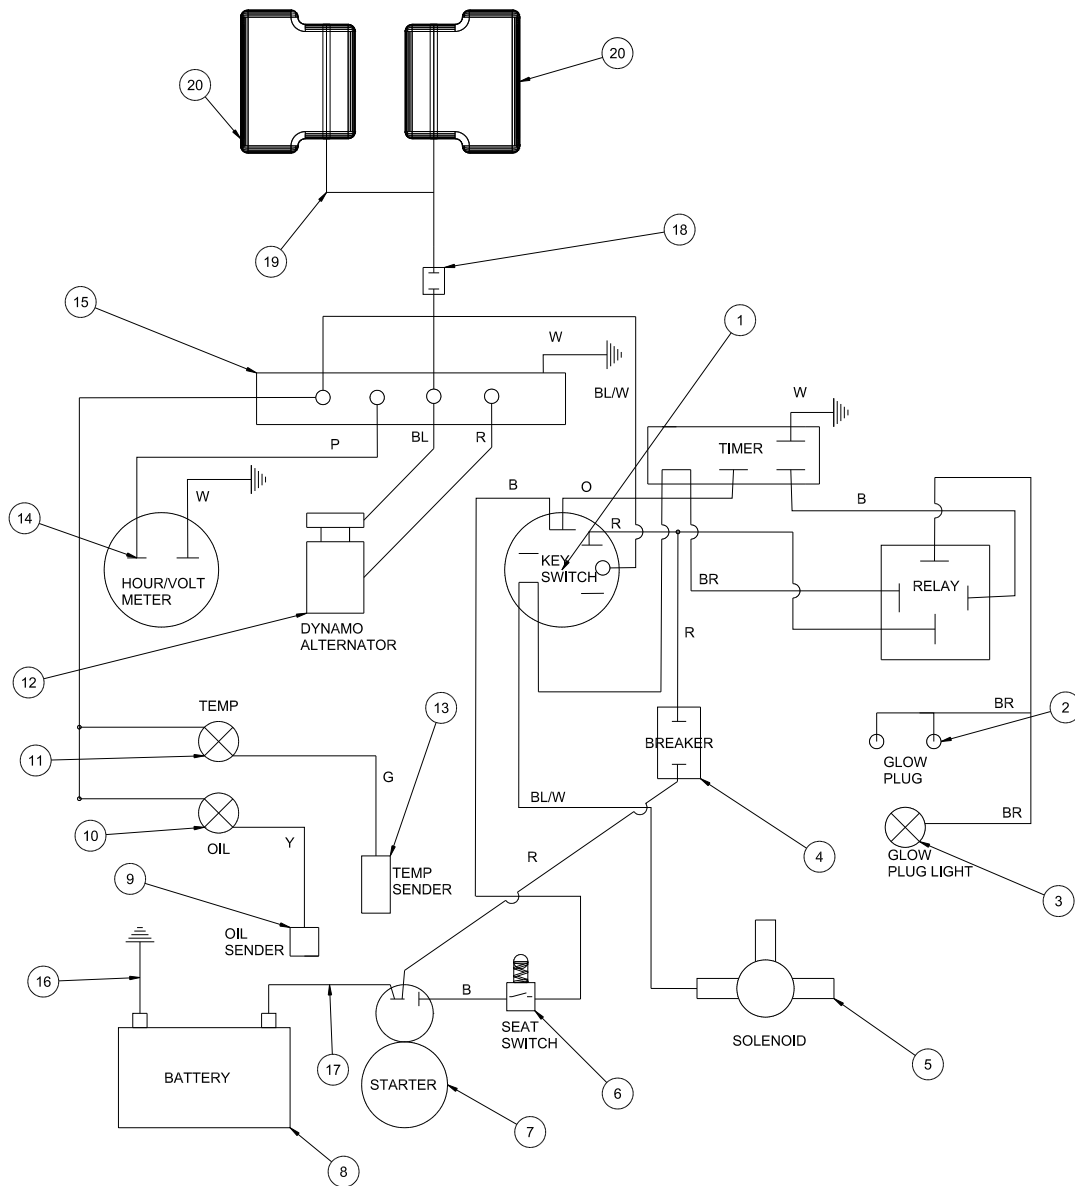 20
20
18
19
15
1
W
BL/W
W
TIMER
P
BL
R
B
O
B
W
R
14
KEY
SWITCH
RELAY
HOUR/VOLT
METER
BR
DYNAMO
ALTERNATOR
R
12
TEMP
13
BR
2
11
G
BREAKER
GLOW
PLUG
BL/W
10
OIL
Y
BR
R
4
GLOW
PLUG LIGHT
TEMP
SENDER
9
3
OIL
SENDER
16
B
SEAT
SWITCH
SOLENOID
17
5
BATTERY
STARTER
6
7
8